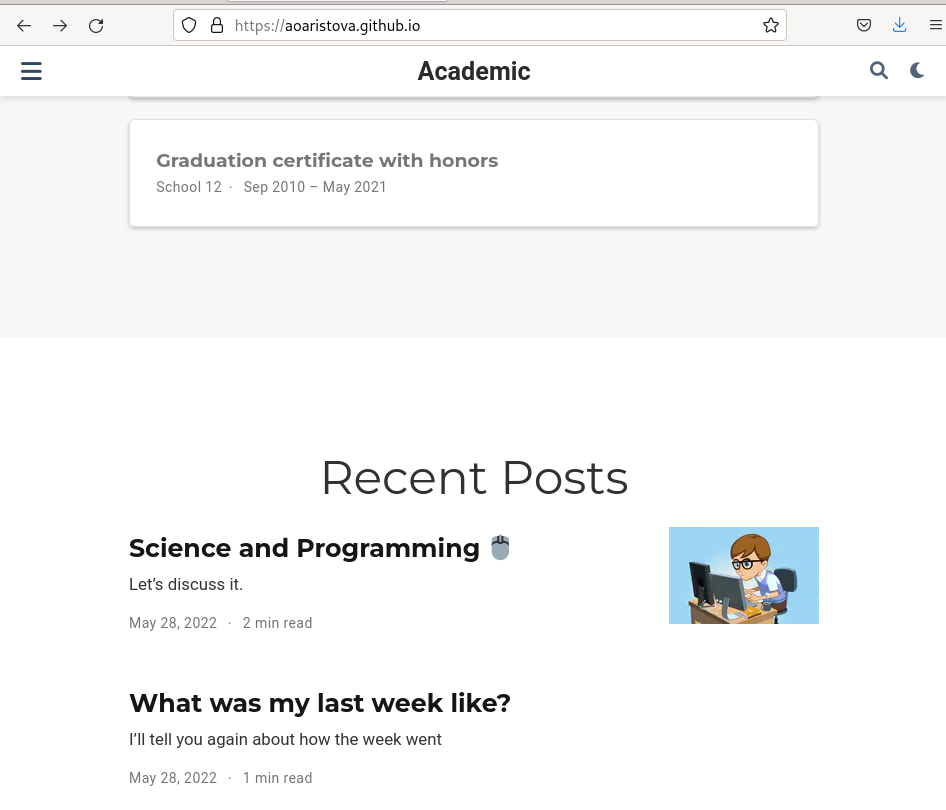 https://aoaristova.github.io
Academic
Graduation certificate with honors
School 12 · Sep 2010 – May 2021
Recent Posts
Science and Programming 🖱
Let’s discuss it.
May 28, 2022 · 2 min read
What was my last week like?
I’ll tell you again about how the week went
May 28, 2022 · 1 min read